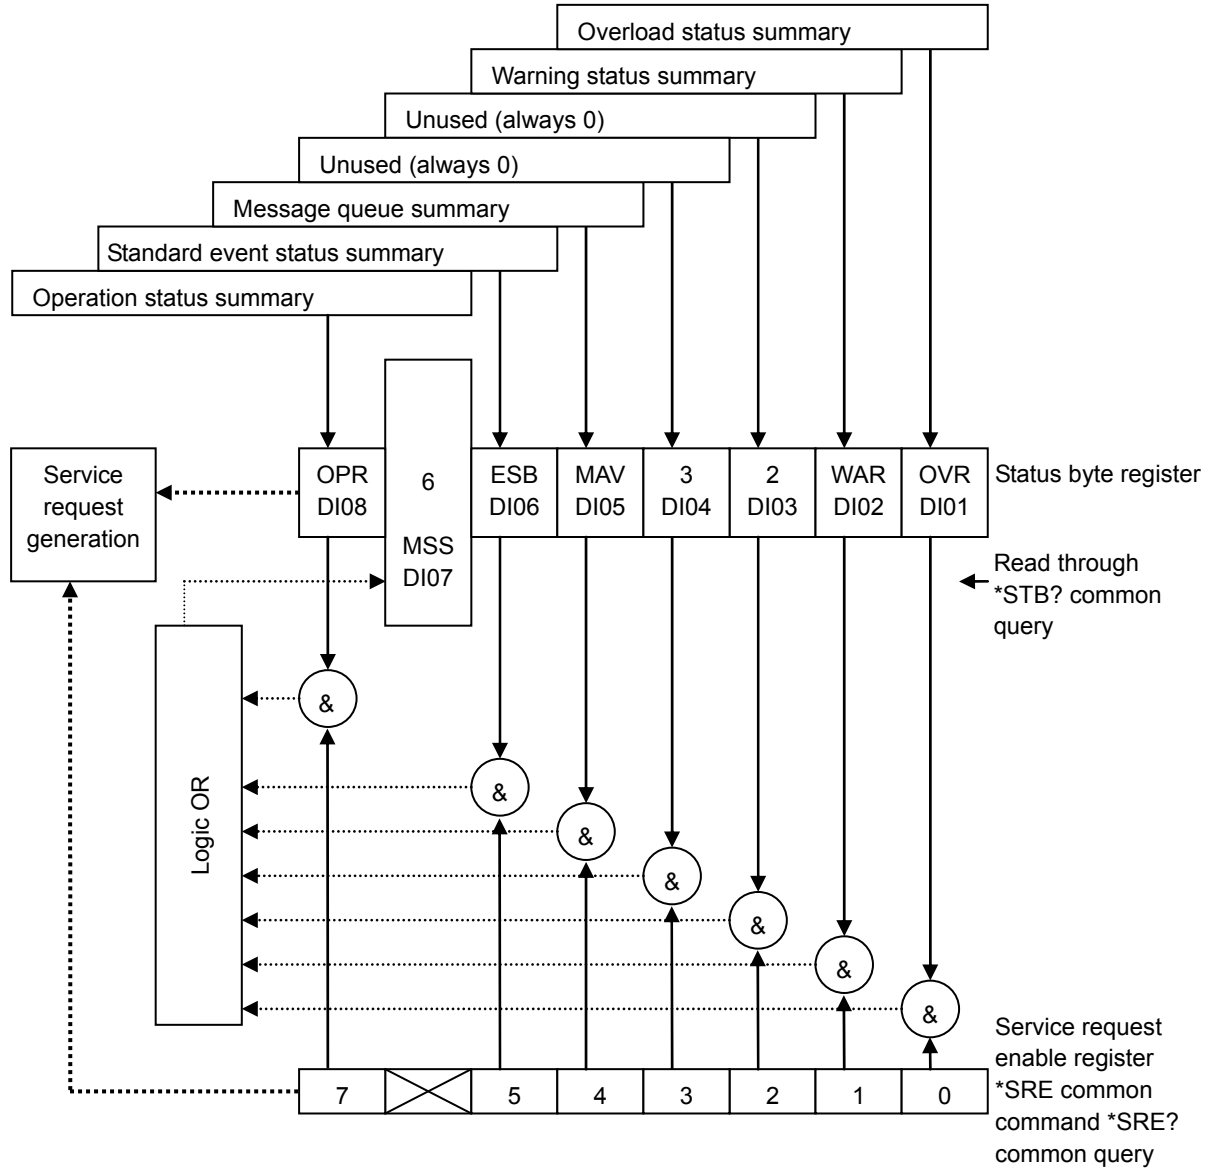 Overload status summary
Warning status summary
Unused (always 0)
Unused (always 0)
Message queue summary
Standard event status summary
Operation status summary
Service
request
generation
OPR
DI08
6
MSS
DI07
ESB
DI06
MAV
DI05
3
DI04
2
DI03
WAR
DI02
OVR
DI01
Status byte register
Read through
*STB? common
query
Logic OR
&
&
&
&
&
&
&
7
5
4
3
2
1
0
Service request
enable register
*SRE common
command *SRE?
common query